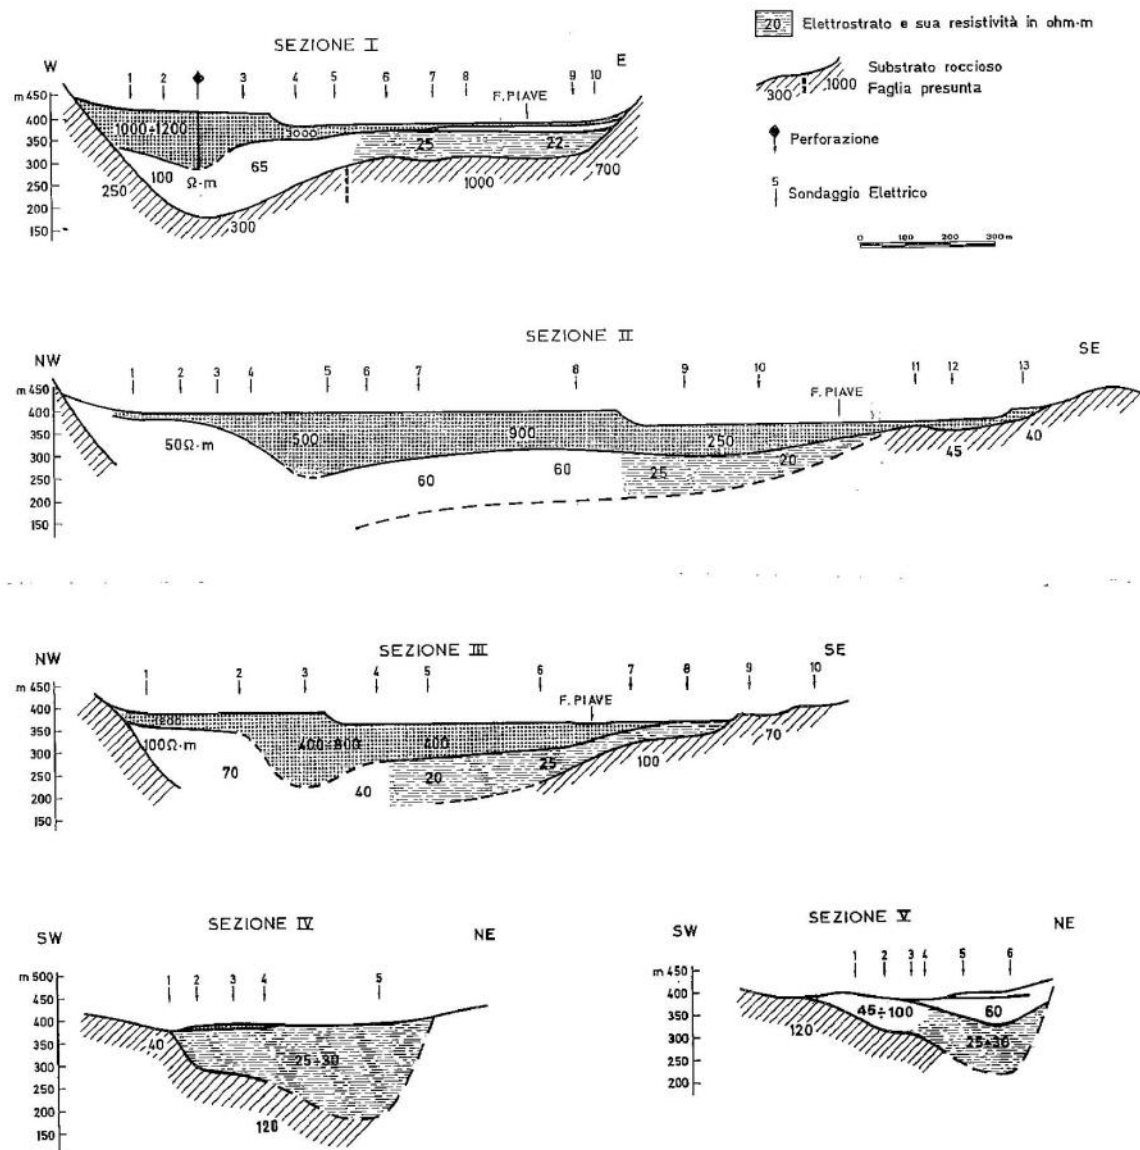 20 Elettrostrato e sua resistività in ohm-m
Substrato roccioso
300 1000 Faglia presunta
Perforazione
5
Sondaggio Elettrico
0 100 200 300m
SEZIONE I
W E
1 2 3 4 5 6 7 8 9 10
F. PIAVE
m 450
400
350
300
250
200
150
1000÷1200 3000
100 Ω·m 65 25 22
250 300 1000 700
SEZIONE II
NW SE
1 2 3 4 5 6 7 8 9 10 11 12 13
F. PIAVE
m 450
400
350
300
250
200
150
50Ω·m 500 900 250
60 60 25 20 45 40
SEZIONE III
NW SE
1 2 3 4 5 6 7 8 9 10
F. PIAVE
m 450
400
350
300
250
200
150
100Ω·m 400÷800 400
70 40 20 25 100 70
SEZIONE IV
SW NE
1 2 3 4 5
m 500
450
400
350
300
250
200
150
40 25÷30
120
SEZIONE V
SW NE
1 2 3 4 5 6
m 450
400
350
300
250
200
45÷100 60
120 25÷30